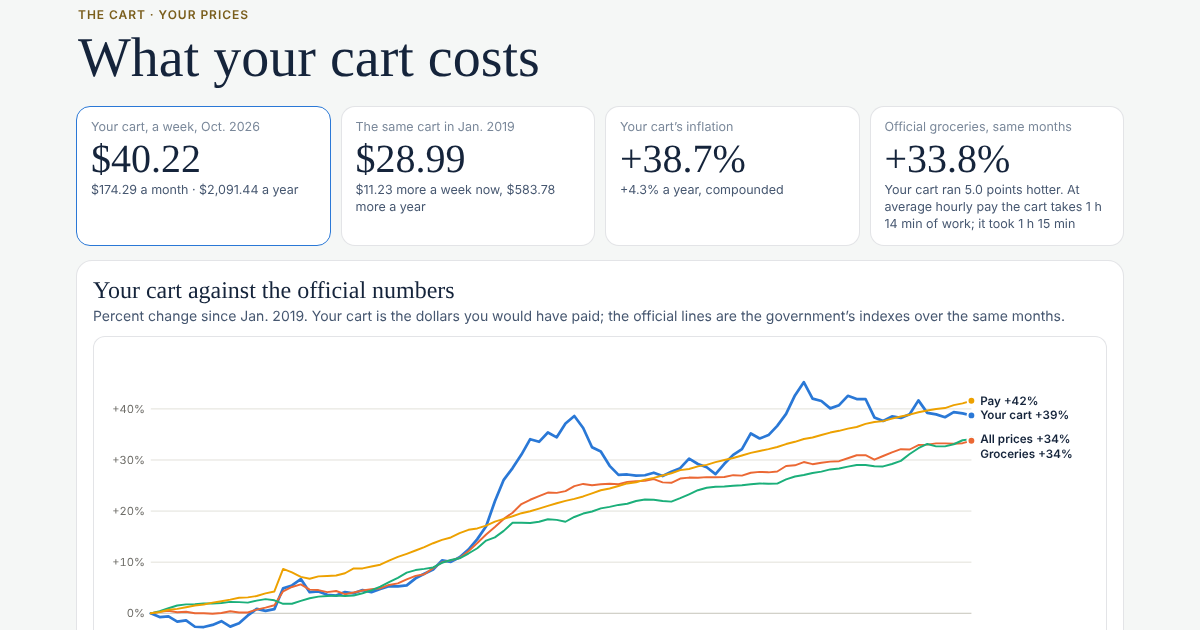 THE CART · YOUR PRICES
What your cart costs
Your cart, a week, Oct. 2026
$40.22
$174.29 a month · $2,091.44 a year
The same cart in Jan. 2019
$28.99
$11.23 more a week now, $583.78
more a year
Your cart’s inflation
+38.7%
+4.3% a year, compounded
Official groceries, same months
+33.8%
Your cart ran 5.0 points hotter. At
average hourly pay the cart takes 1 h
14 min of work; it took 1 h 15 min
Your cart against the official numbers
Percent change since Jan. 2019. Your cart is the dollars you would have paid; the official lines are the government’s indexes over the same months.
+40%
+30%
+20%
+10%
0%
Pay +42%
Your cart +39%
All prices +34%
Groceries +34%